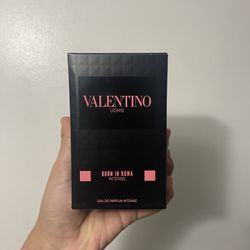 VALENTINO
UOMO
BORN IN ROMA
INTENSE
EAU DE PARFUM INTENSE